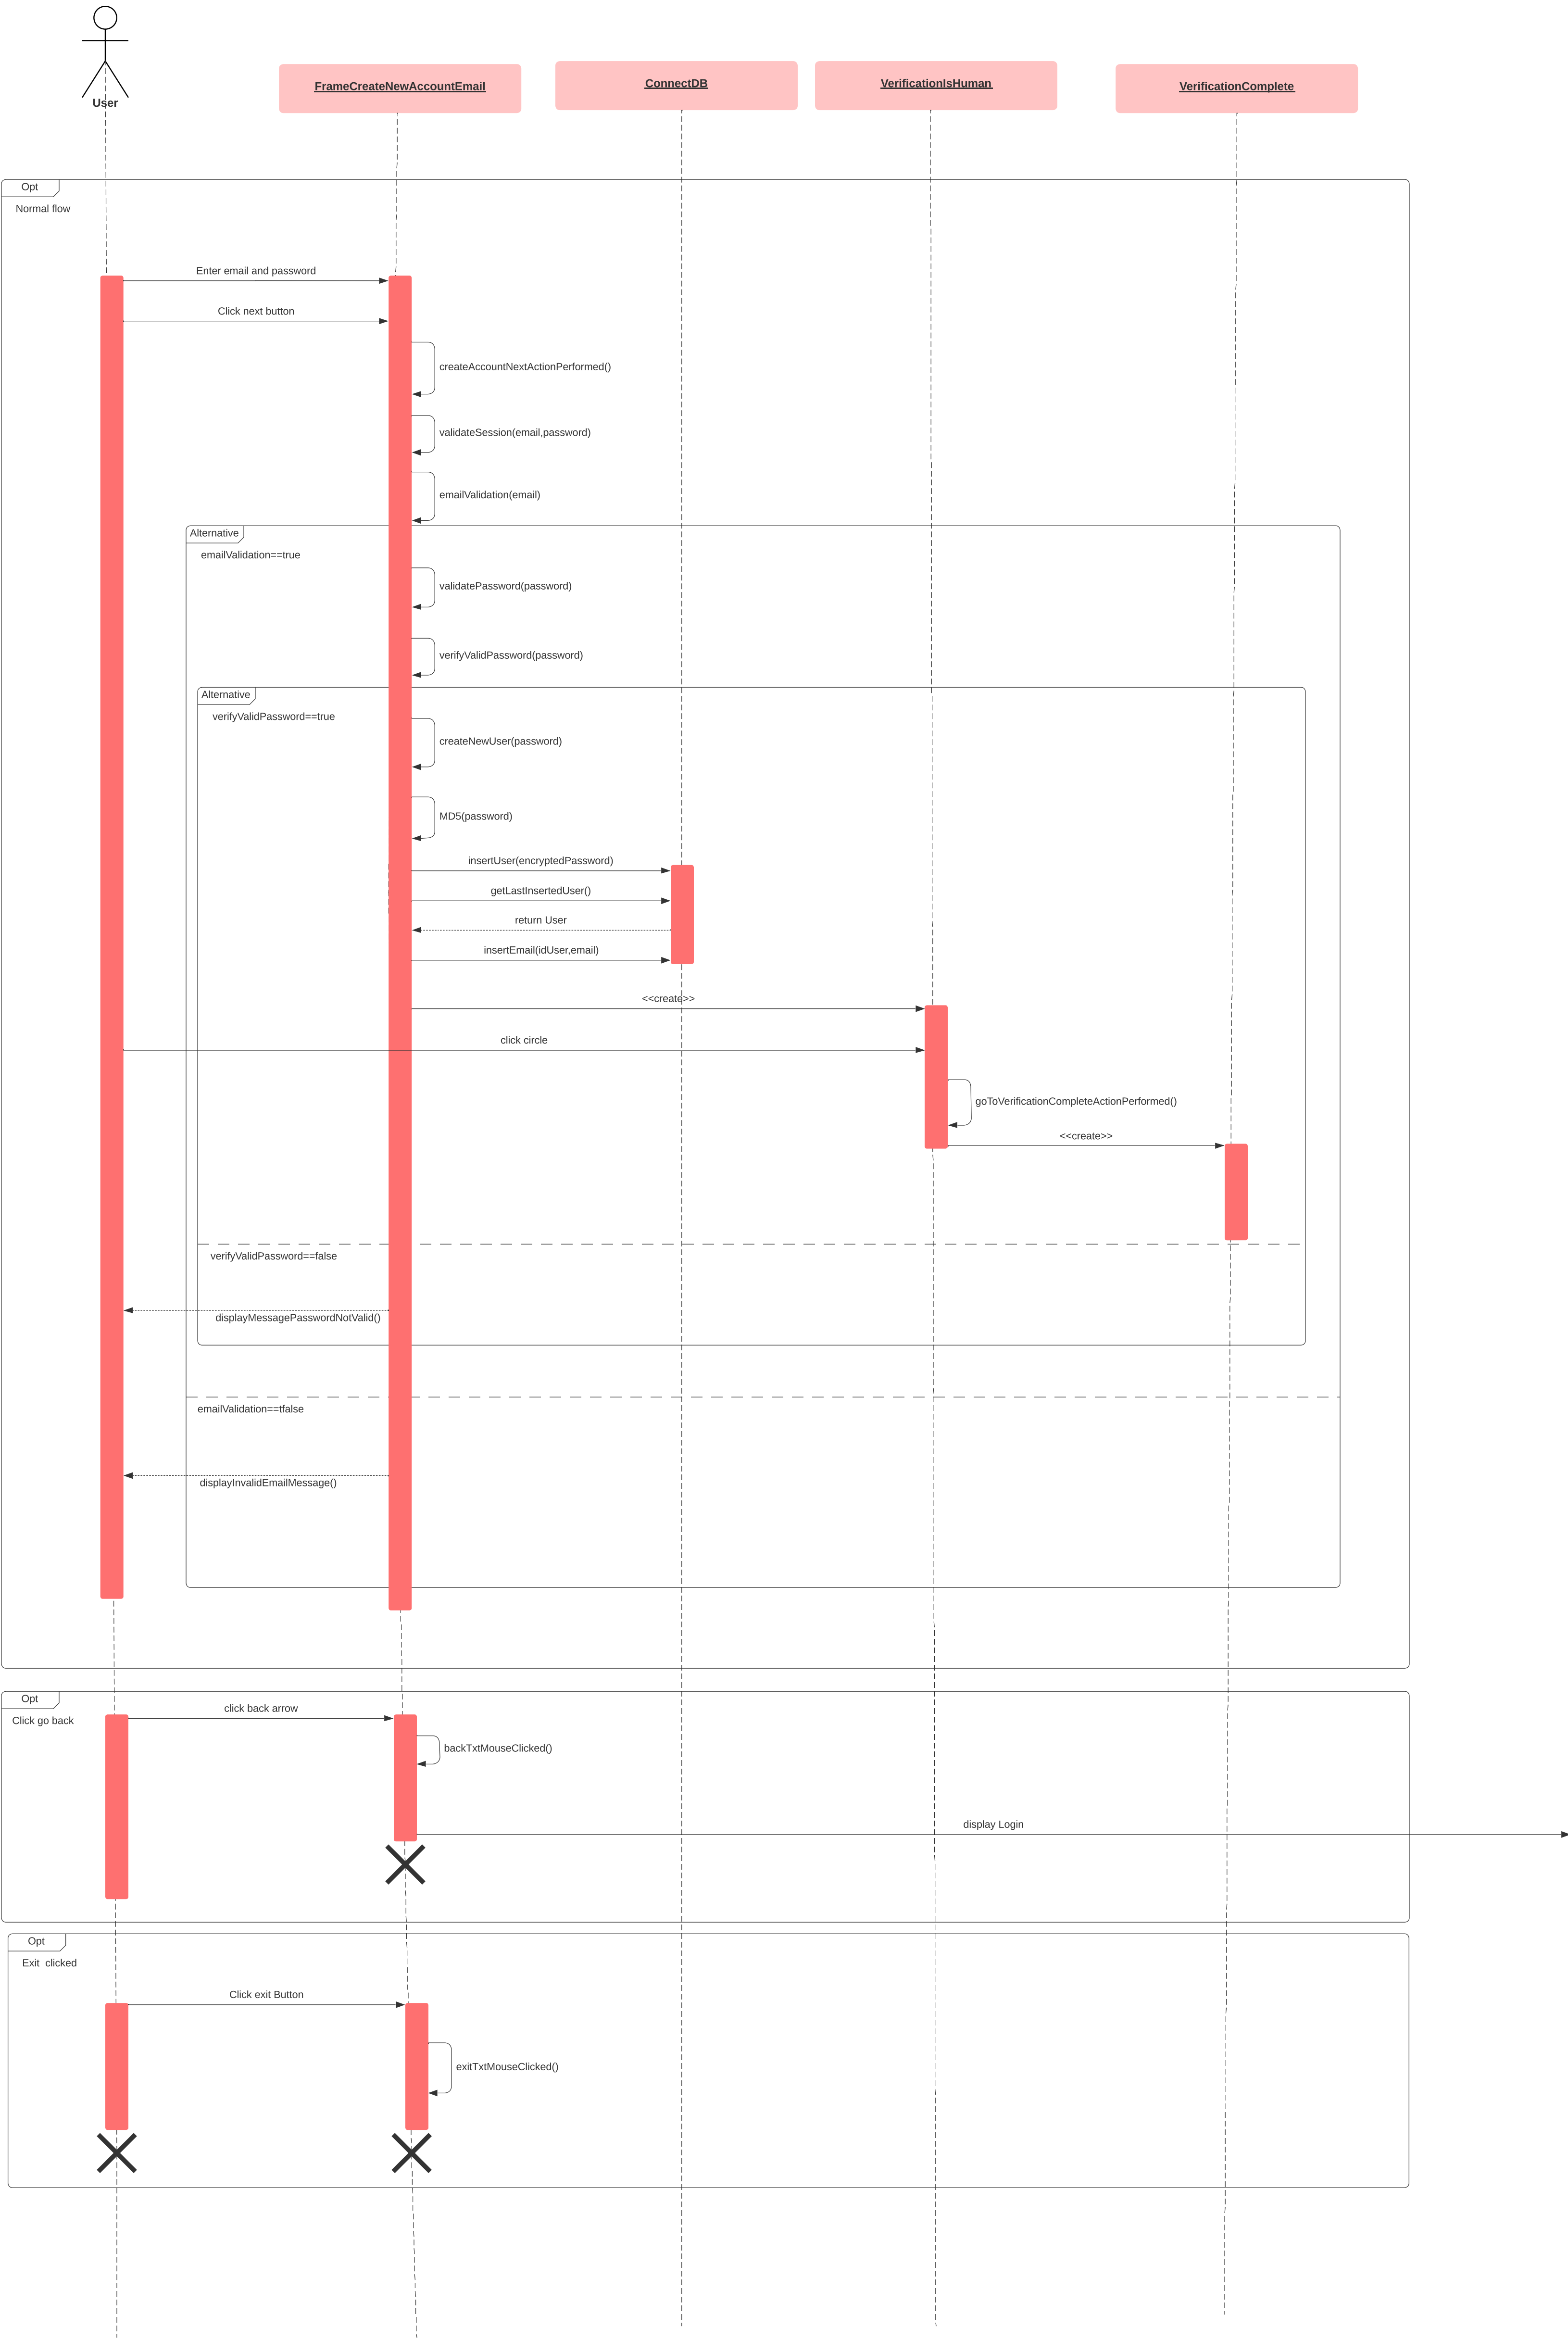 User
FrameCreateNewAccountEmail
ConnectDB
VerificationIsHuman
VerificationComplete
Opt
Normal flow
Enter email and password
Click next button
createAccountNextActionPerformed()
validateSession(email,password)
emailValidation(email)
Alternative
emailValidation==true
validatePassword(password)
verifyValidPassword(password)
Alternative
verifyValidPassword==true
createNewUser(password)
MD5(password)
insertUser(encryptedPassword)
getLastInsertedUser()
return User
insertEmail(idUser,email)
<<create>>
click circle
goToVerificationCompleteActionPerformed()
<<create>>
verifyValidPassword==false
displayMessagePasswordNotValid()
emailValidation==tfalse
displayInvalidEmailMessage()
Opt
click back arrow
Click go back
backTxtMouseClicked()
display Login
Opt
Exit  clicked
Click exit Button
exitTxtMouseClicked()